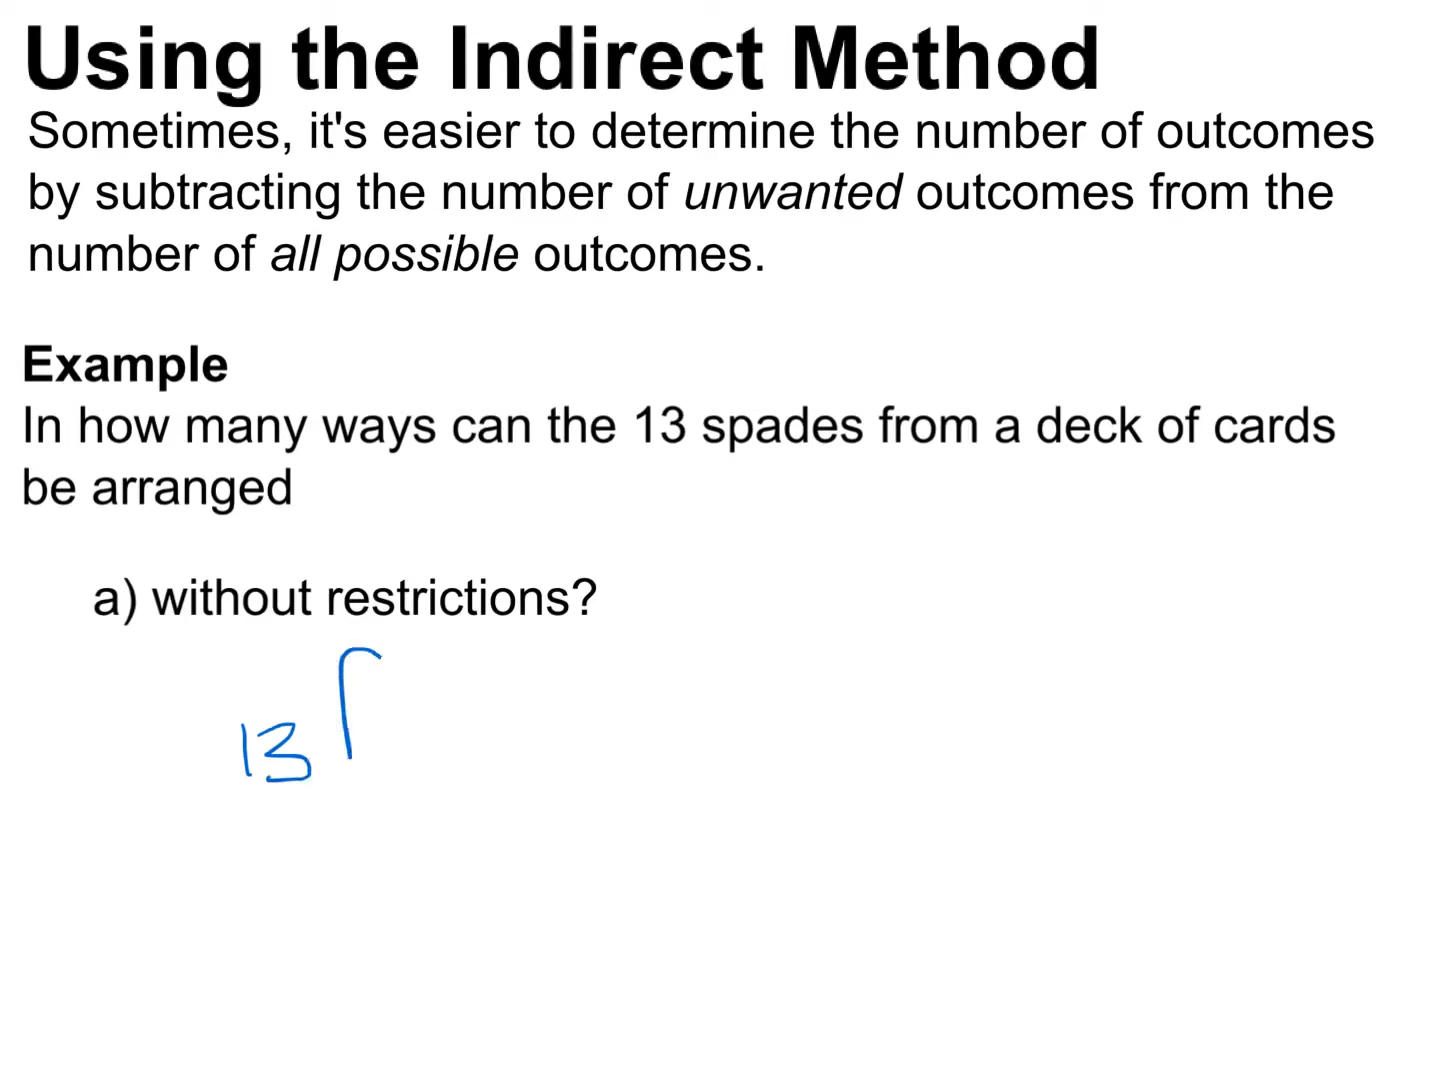 Using the Indirect Method
Sometimes, it's easier to determine the number of outcomes
by subtracting the number of unwanted outcomes from the
number of all possible outcomes.
Example
In how many ways can the 13 spades from a deck of cards
be arranged
a) without restrictions?
13